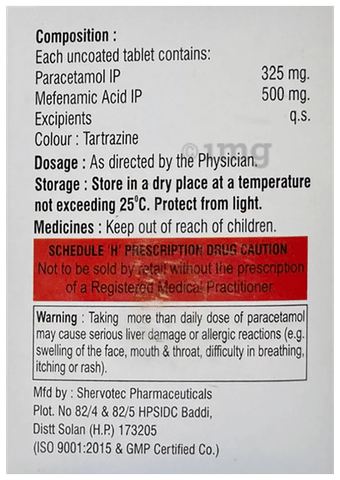 Composition :
Each uncoated tablet contains:
Paracetamol IP 325 mg.
Mefenamic Acid IP 500 mg.
Excipients q.s.
Colour : Tartrazine
1mg
Dosage : As directed by the Physician.
Storage : Store in a dry place at a temperature
not exceeding 25⁰C. Protect from light.
Medicines : Keep out of reach of children.
SCHEDULE 'H' PRESCRIPTION DRUG CAUTION :
Not to be sold by retail without the prescription
of a Registered Medical Practitioner
Warning : Taking more than daily dose of paracetamol
may cause serious liver damage or allergic reactions (e.g.
swelling of the face, mouth & throat, difficulty in breathing,
itching or rash).
Mfd by : Shervotec Pharmaceuticals
Plot. No 82/4 & 82/5 HPSIDC Baddi,
Distt Solan (H.P.) 173205
(ISO 9001:2015 & GMP Certified Co.)